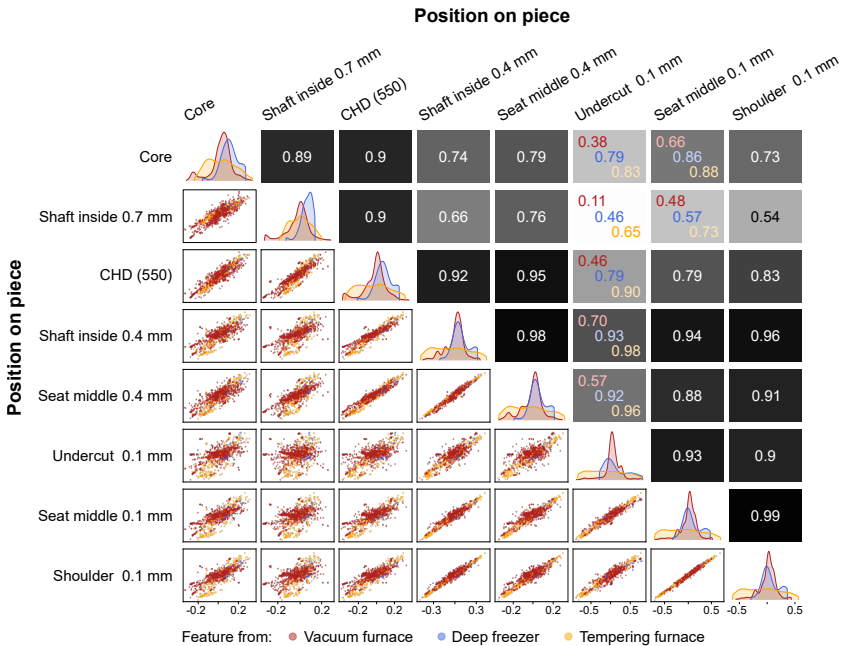 Position on piece
Core
Shaft inside 0.7 mm
CHD (550)
Shaft inside 0.4 mm
Seat middle 0.4 mm
Undercut 0.1 mm
Seat middle 0.1 mm
Shoulder 0.1 mm
Position on piece
Core
0.89
0.9
0.74
0.79
0.38
0.79
0.83
0.66
0.86
0.88
0.73
Shaft inside 0.7 mm
0.9
0.66
0.76
0.11
0.46
0.65
0.48
0.57
0.73
0.54
CHD (550)
0.92
0.95
0.46
0.79
0.90
0.79
0.83
Shaft inside 0.4 mm
0.98
0.70
0.93
0.98
0.94
0.96
Seat middle 0.4 mm
0.57
0.92
0.96
0.88
0.91
Undercut 0.1 mm
0.93
0.9
Seat middle 0.1 mm
0.99
Shoulder 0.1 mm
-0.2 0.2 -0.2 0.2 -0.2 0.2 -0.3 0.3 -0.2 0.2 -0.5 0.5 -0.5 0.5 -0.5 0.5
Feature from: Vacuum furnace Deep freezer Tempering furnace